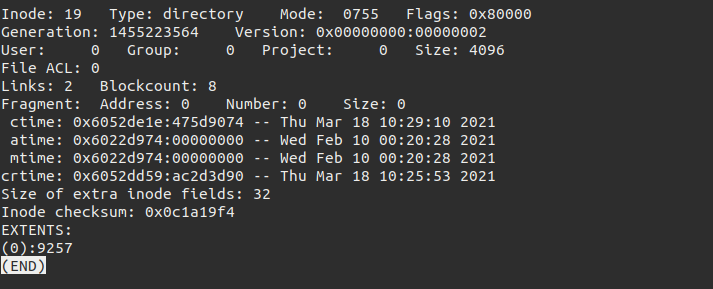 Inode: 19   Type: directory    Mode:  0755   Flags: 0x80000
Generation: 1455223564    Version: 0x00000000:00000002
User:     0   Group:     0   Project:     0   Size: 4096
File ACL: 0
Links: 2   Blockcount: 8
Fragment:  Address: 0    Number: 0    Size: 0
 ctime: 0x6052de1e:475d9074 -- Thu Mar 18 10:29:10 2021
 atime: 0x6022d974:00000000 -- Wed Feb 10 00:20:28 2021
 mtime: 0x6022d974:00000000 -- Wed Feb 10 00:20:28 2021
crtime: 0x6052dd59:ac2d3d90 -- Thu Mar 18 10:25:53 2021
Size of extra inode fields: 32
Inode checksum: 0x0c1a19f4
EXTENTS:
(0):9257
(END)